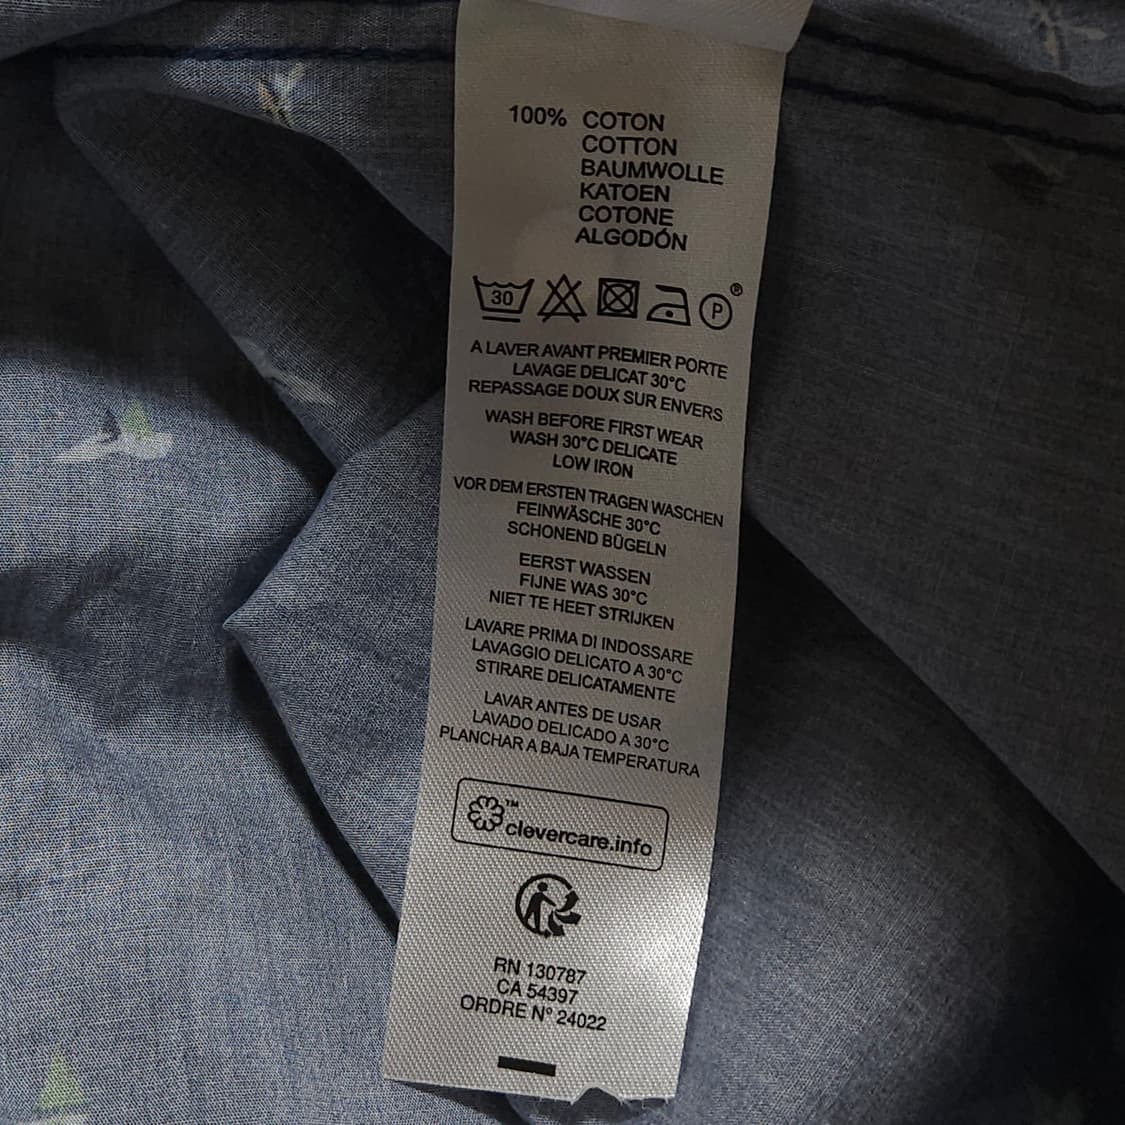 100% COTON
COTTON
BAUMWOLLE
KATOEN
COTONE
ALGODÓN
30 P®
A LAVER AVANT PREMIER PORTE
LAVAGE DELICAT 30°C
REPASSAGE DOUX SUR ENVERS
WASH BEFORE FIRST WEAR
WASH 30°C DELICATE
LOW IRON
VOR DEM ERSTEN TRAGEN WASCHEN
FEINWÄSCHE 30°C
SCHONEND BÜGELN
EERST WASSEN
FIJNE WAS 30°C
NIET TE HEET STRIJKEN
LAVARE PRIMA DI INDOSSARE
LAVAGGIO DELICATO A 30°C
STIRARE DELICATAMENTE
LAVAR ANTES DE USAR
LAVADO DELICADO A 30°C
PLANCHAR A BAJA TEMPERATURA
™ clevercare.info
RN 130787
CA 54397
ORDRE N° 24022